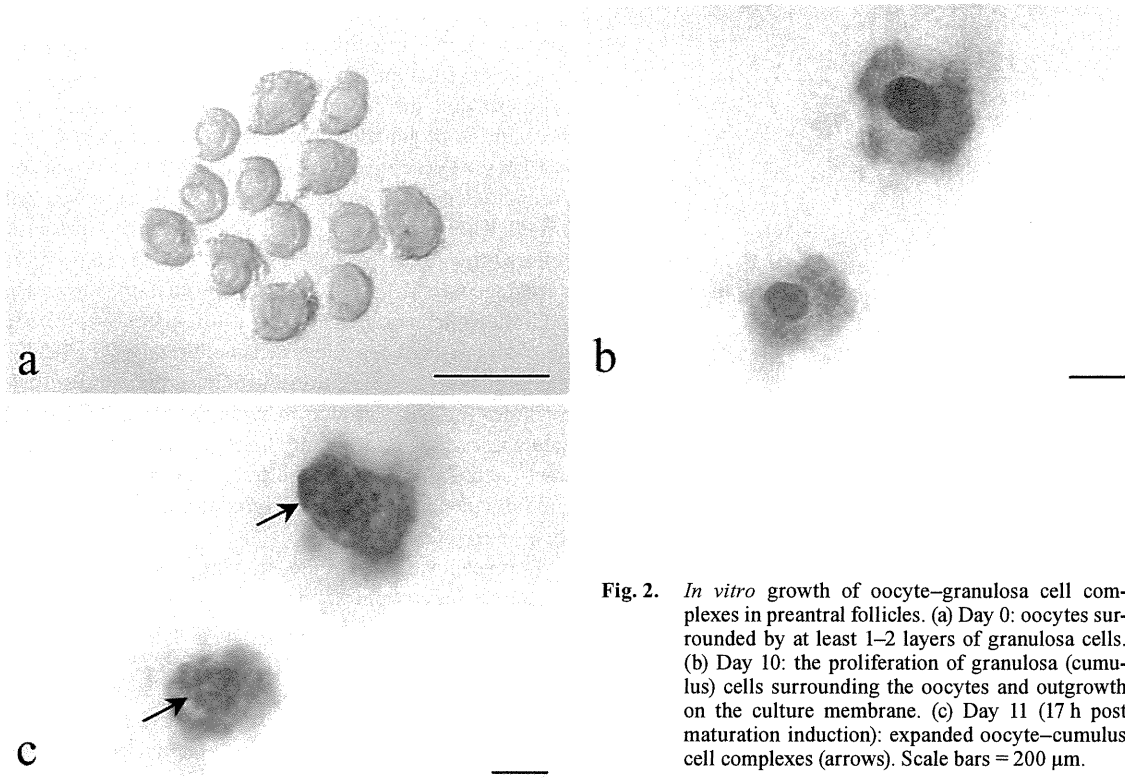 a
b
c
Fig. 2. In vitro growth of oocyte–granulosa cell com-
plexes in preantral follicles. (a) Day 0: oocytes sur-
rounded by at least 1–2 layers of granulosa cells.
(b) Day 10: the proliferation of granulosa (cumu-
lus) cells surrounding the oocytes and outgrowth
on the culture membrane. (c) Day 11 (17 h post
maturation induction): expanded oocyte–cumulus
cell complexes (arrows). Scale bars = 200 μm.